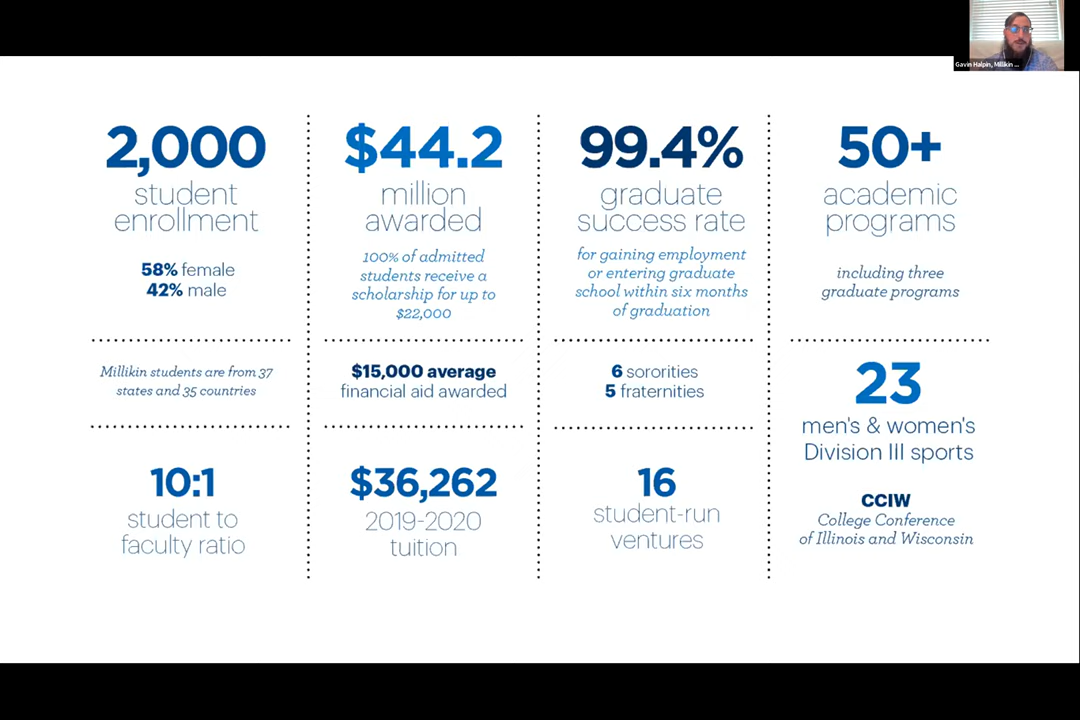 Gavin Halpin, Millikin ...
2,000
student
enrollment
58% female
42% male
Millikin students are from 37
states and 35 countries
10:1
student to
faculty ratio
$44.2
million
awarded
100% of admitted
students receive a
scholarship for up to
$22,000
$15,000 average
financial aid awarded
$36,262
2019-2020
tuition
99.4%
graduate
success rate
for gaining employment
or entering graduate
school within six months
of graduation
6 sororities
5 fraternities
16
student-run
ventures
50+
academic
programs
including three
graduate programs
23
men's & women's
Division III sports
CCIW
College Conference
of Illinois and Wisconsin